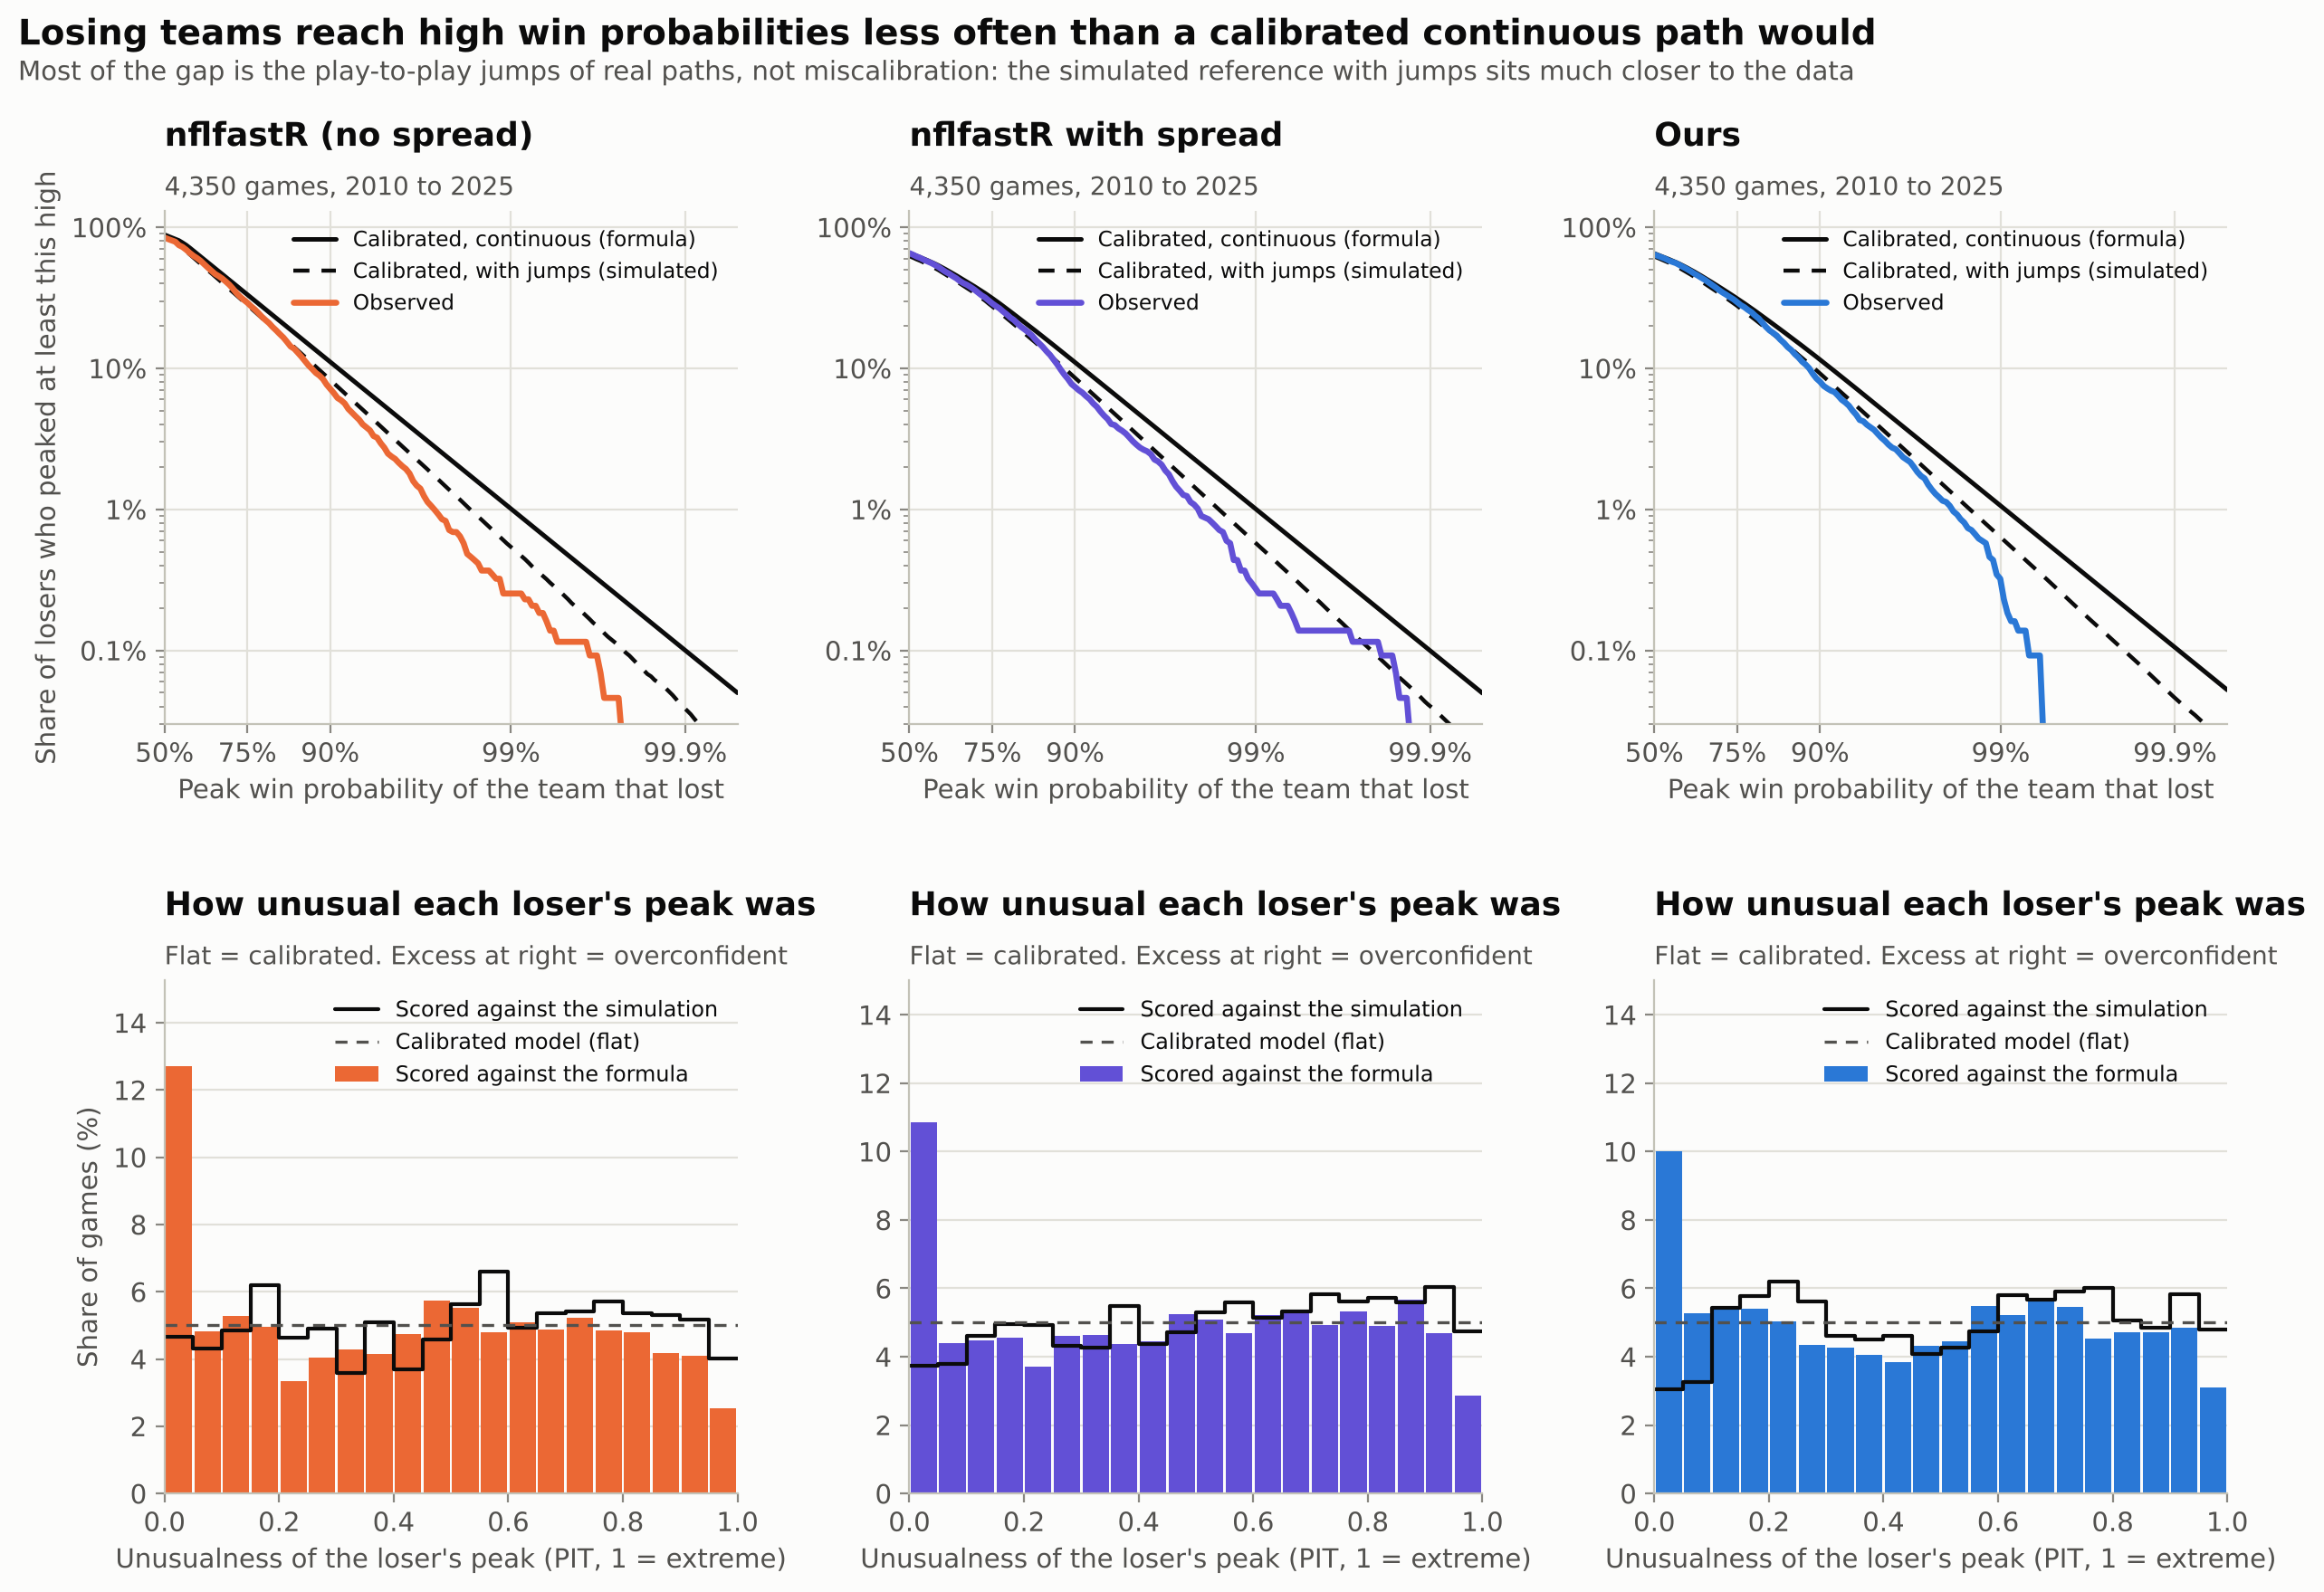 Losing teams reach high win probabilities less often than a calibrated continuous path would
Most of the gap is the play-to-play jumps of real paths, not miscalibration: the simulated reference with jumps sits much closer to the data
nflfastR (no spread)
4,350 games, 2010 to 2025
Share of losers who peaked at least this high
100%
10%
1%
0.1%
Calibrated, continuous (formula)
Calibrated, with jumps (simulated)
Observed
50% 75% 90% 99% 99.9%
Peak win probability of the team that lost
nflfastR with spread
4,350 games, 2010 to 2025
100%
10%
1%
0.1%
Calibrated, continuous (formula)
Calibrated, with jumps (simulated)
Observed
50% 75% 90% 99% 99.9%
Peak win probability of the team that lost
Ours
4,350 games, 2010 to 2025
100%
10%
1%
0.1%
Calibrated, continuous (formula)
Calibrated, with jumps (simulated)
Observed
50% 75% 90% 99% 99.9%
Peak win probability of the team that lost
How unusual each loser's peak was
Flat = calibrated. Excess at right = overconfident
Share of games (%)
14
12
10
8
6
4
2
0
Scored against the simulation
Calibrated model (flat)
Scored against the formula
0.0 0.2 0.4 0.6 0.8 1.0
Unusualness of the loser's peak (PIT, 1 = extreme)
How unusual each loser's peak was
Flat = calibrated. Excess at right = overconfident
14
12
10
8
6
4
2
0
Scored against the simulation
Calibrated model (flat)
Scored against the formula
0.0 0.2 0.4 0.6 0.8 1.0
Unusualness of the loser's peak (PIT, 1 = extreme)
How unusual each loser's peak was
Flat = calibrated. Excess at right = overconfident
14
12
10
8
6
4
2
0
Scored against the simulation
Calibrated model (flat)
Scored against the formula
0.0 0.2 0.4 0.6 0.8 1.0
Unusualness of the loser's peak (PIT, 1 = extreme)